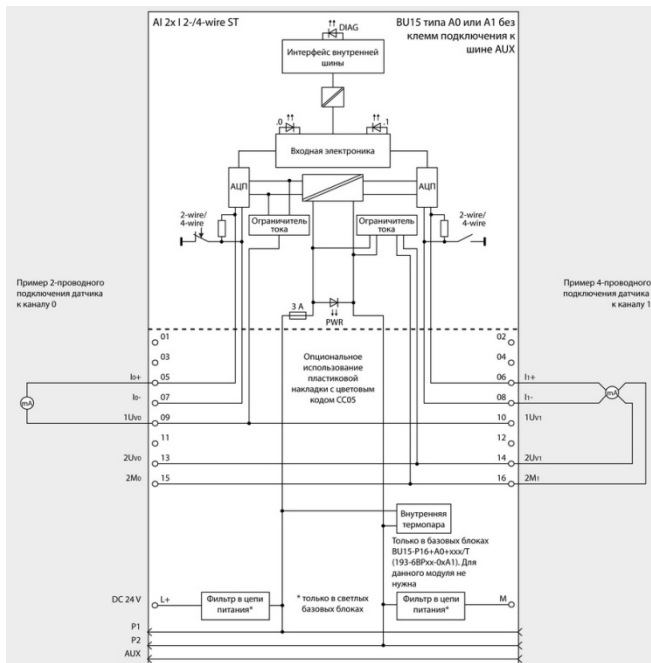 AI 2x I 2-/4-wire ST
BU15 типа A0 или A1 без
клемм подключения к
шине AUX
DIAG
Интерфейс внутренней
шины
.0
.1
Входная электроника
АЦП
АЦП
2-wire/
4-wire
Ограничитель
тока
Ограничитель
тока
2-wire/
4-wire
Пример 2-проводного
подключения датчика
к каналу 0
Пример 4-проводного
подключения датчика
к каналу 1
3 A
PWR
01
02
03
04
Опциональное
использование
пластиковой
накладки с цветовым
кодом CC05
I0+
05
06
I1+
mA
I0-
07
08
I1-
mA
1Uv0
09
10
1Uv1
11
12
2Uv0
13
14
2Uv1
2M0
15
16
2M1
Внутренняя
термопара
Только в базовых блоках
BU15-P16+A0+xxx/T
(193-6BPxx-0xA1). Для
данного модуля не
нужна
DC 24 V
L+
Фильтр в цепи
питания*
* только в светлых
базовых блоках
Фильтр в цепи
питания*
M
P1
P2
AUX